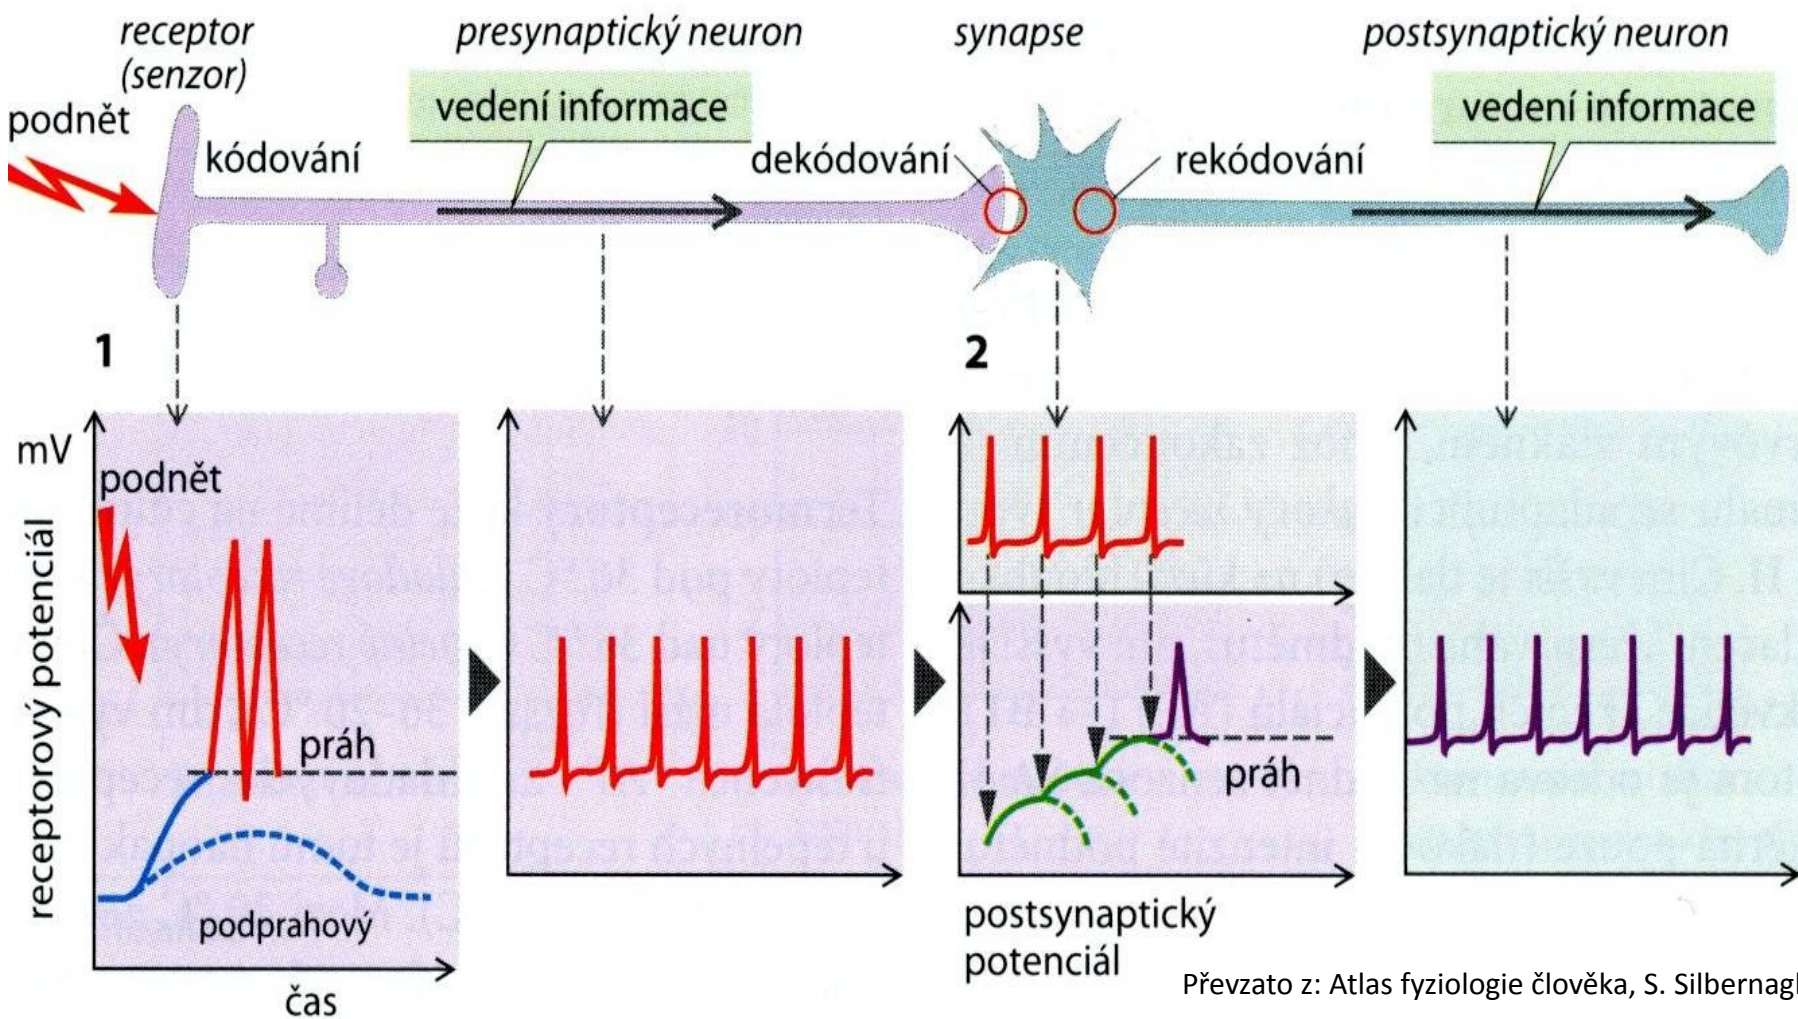 receptor
(senzor)
presynaptický neuron
synapse
postsynaptický neuron
podnět
kódování
vedení informace
dekódování
rekódování
vedení informace
1
2
mV
podnět
receptorový potenciál
práh
podprahový
čas
práh
postsynaptický
potenciál
Převzato z: Atlas fyziologie člověka, S. Silbernagl